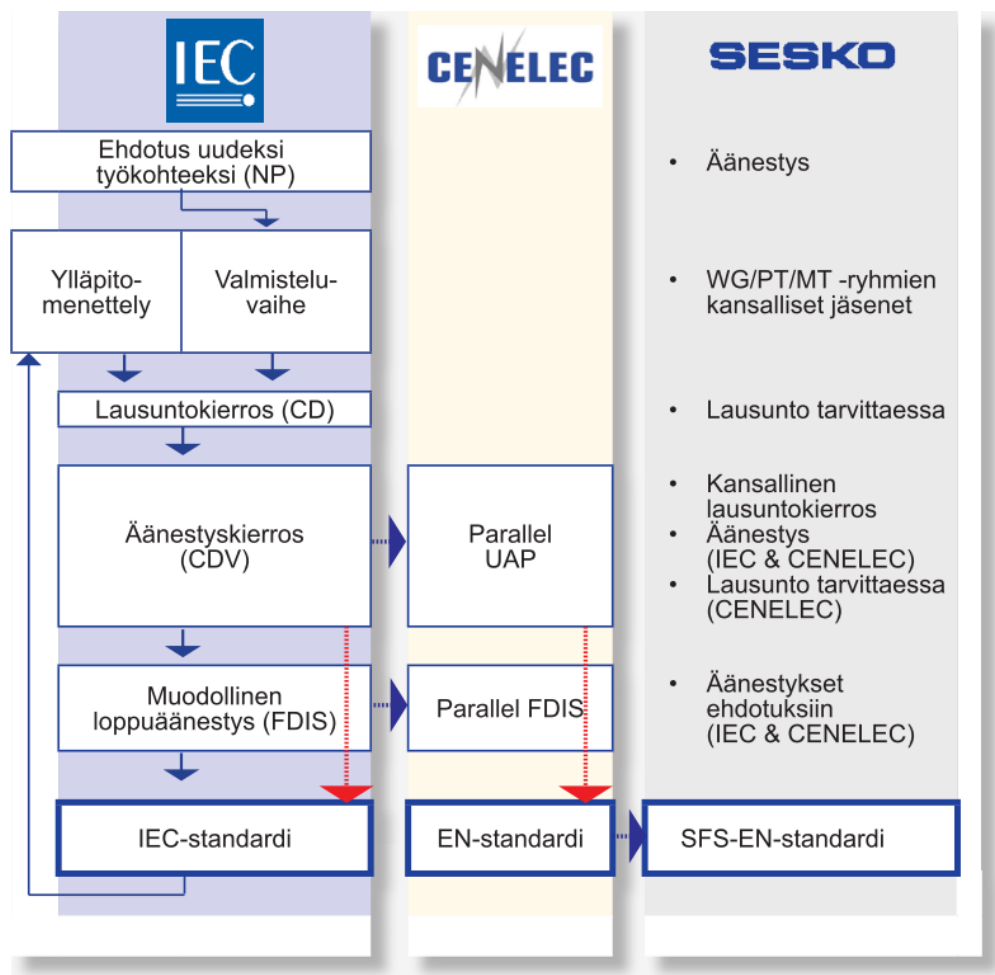 IEC
CENELEC
SESKO
Ehdotus uudeksi
työkohteeksi (NP)
• Äänestys
Ylläpito-
menettely
Valmistelu-
vaihe
• WG/PT/MT -ryhmien
kansalliset jäsenet
Lausuntokierros (CD)
• Lausunto tarvittaessa
Äänestyskierros
(CDV)
Parallel
UAP
• Kansallinen
lausuntokierros
• Äänestys
(IEC & CENELEC)
• Lausunto tarvittaessa
(CENELEC)
Muodollinen
loppuäänestys (FDIS)
Parallel FDIS
• Äänestykset
ehdotuksiin
(IEC & CENELEC)
IEC-standardi
EN-standardi
SFS-EN-standardi